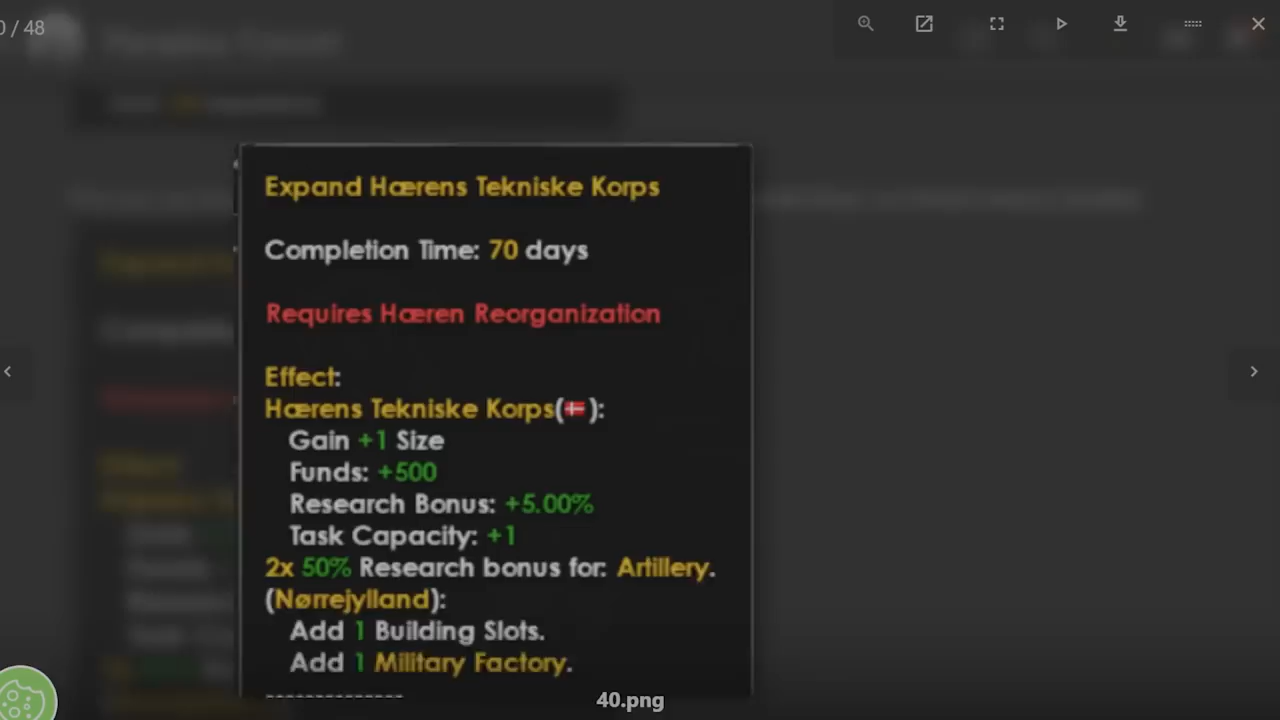 / 48
Expand Hærens Tekniske Korps
Completion Time: 70 days
Requires Hæren Reorganization
Effect:
Hærens Tekniske Korps( ):
Gain +1 Size
Funds: +500
Research Bonus: +5.00%
Task Capacity: +1
2x 50% Research bonus for: Artillery.
(Nørrejylland):
Add 1 Building Slots.
Add 1 Military Factory.
40.png